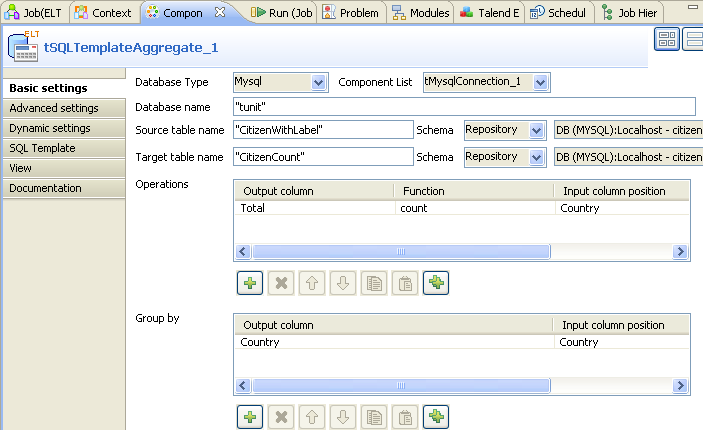 Job(ELT Context Compon Run (Job Problem Modules Talend E Schedul Job Hier
ELT
tSQLTemplateAggregate_1
Basic settings
Advanced settings
Dynamic settings
SQL Template
View
Documentation
Database Type Mysql Component List tMysqlConnection_1
Database name "tunit"
Source table name "CitizenWithLabel" Schema Repository DB (MYSQL):Localhost - citizen
Target table name "CitizenCount" Schema Repository DB (MYSQL):Localhost - citizen
Operations
Output column Function Input column position
Total count Country
Group by
Output column Input column position
Country Country